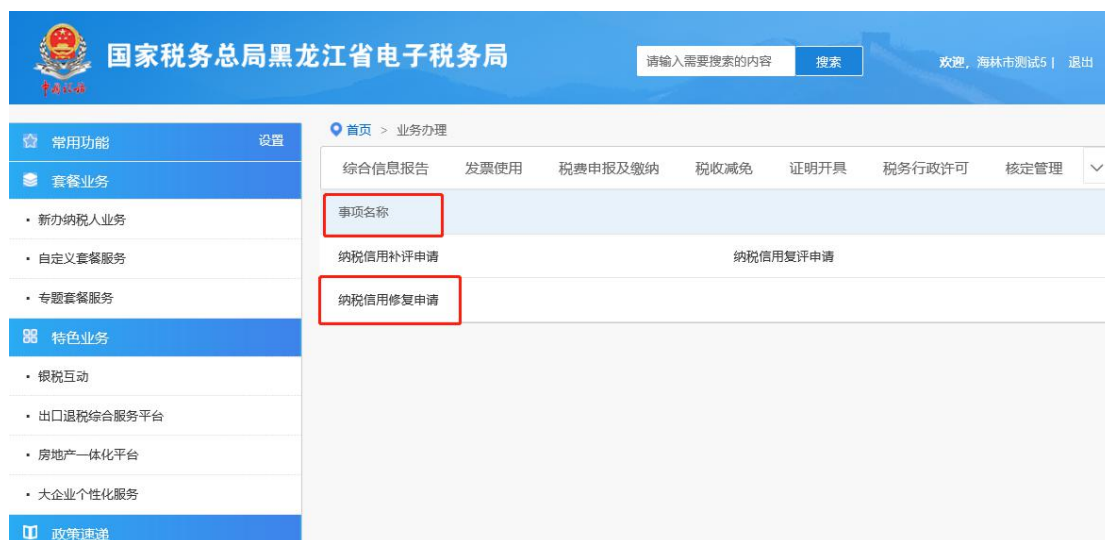 国家税务总局黑龙江省电子税务局
中国税务
请输入需要搜索的内容 搜索 欢迎，海林市测试5 | 退出
常用功能 设置
套餐业务
• 新办纳税人业务
• 自定义套餐服务
• 专题套餐服务
特色业务
• 银税互动
• 出口退税综合服务平台
• 房地产一体化平台
• 大企业个性化服务
政策速递
首页 > 业务办理
综合信息报告 发票使用 税费申报及缴纳 税收减免 证明开具 税务行政许可 核定管理
事项名称
纳税信用补评申请 纳税信用复评申请
纳税信用修复申请